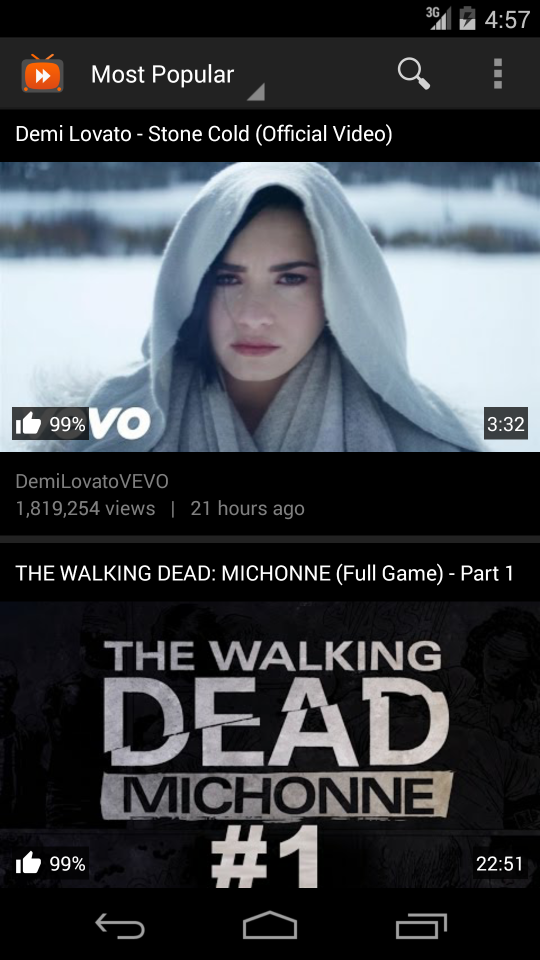 3G 4:57
Most Popular
Demi Lovato - Stone Cold (Official Video)
99% VO 3:32
DemiLovatoVEVO
1,819,254 views | 21 hours ago
THE WALKING DEAD: MICHONNE (Full Game) - Part 1
THE WALKING
DEAD
MICHONNE
#1
99% 22:51